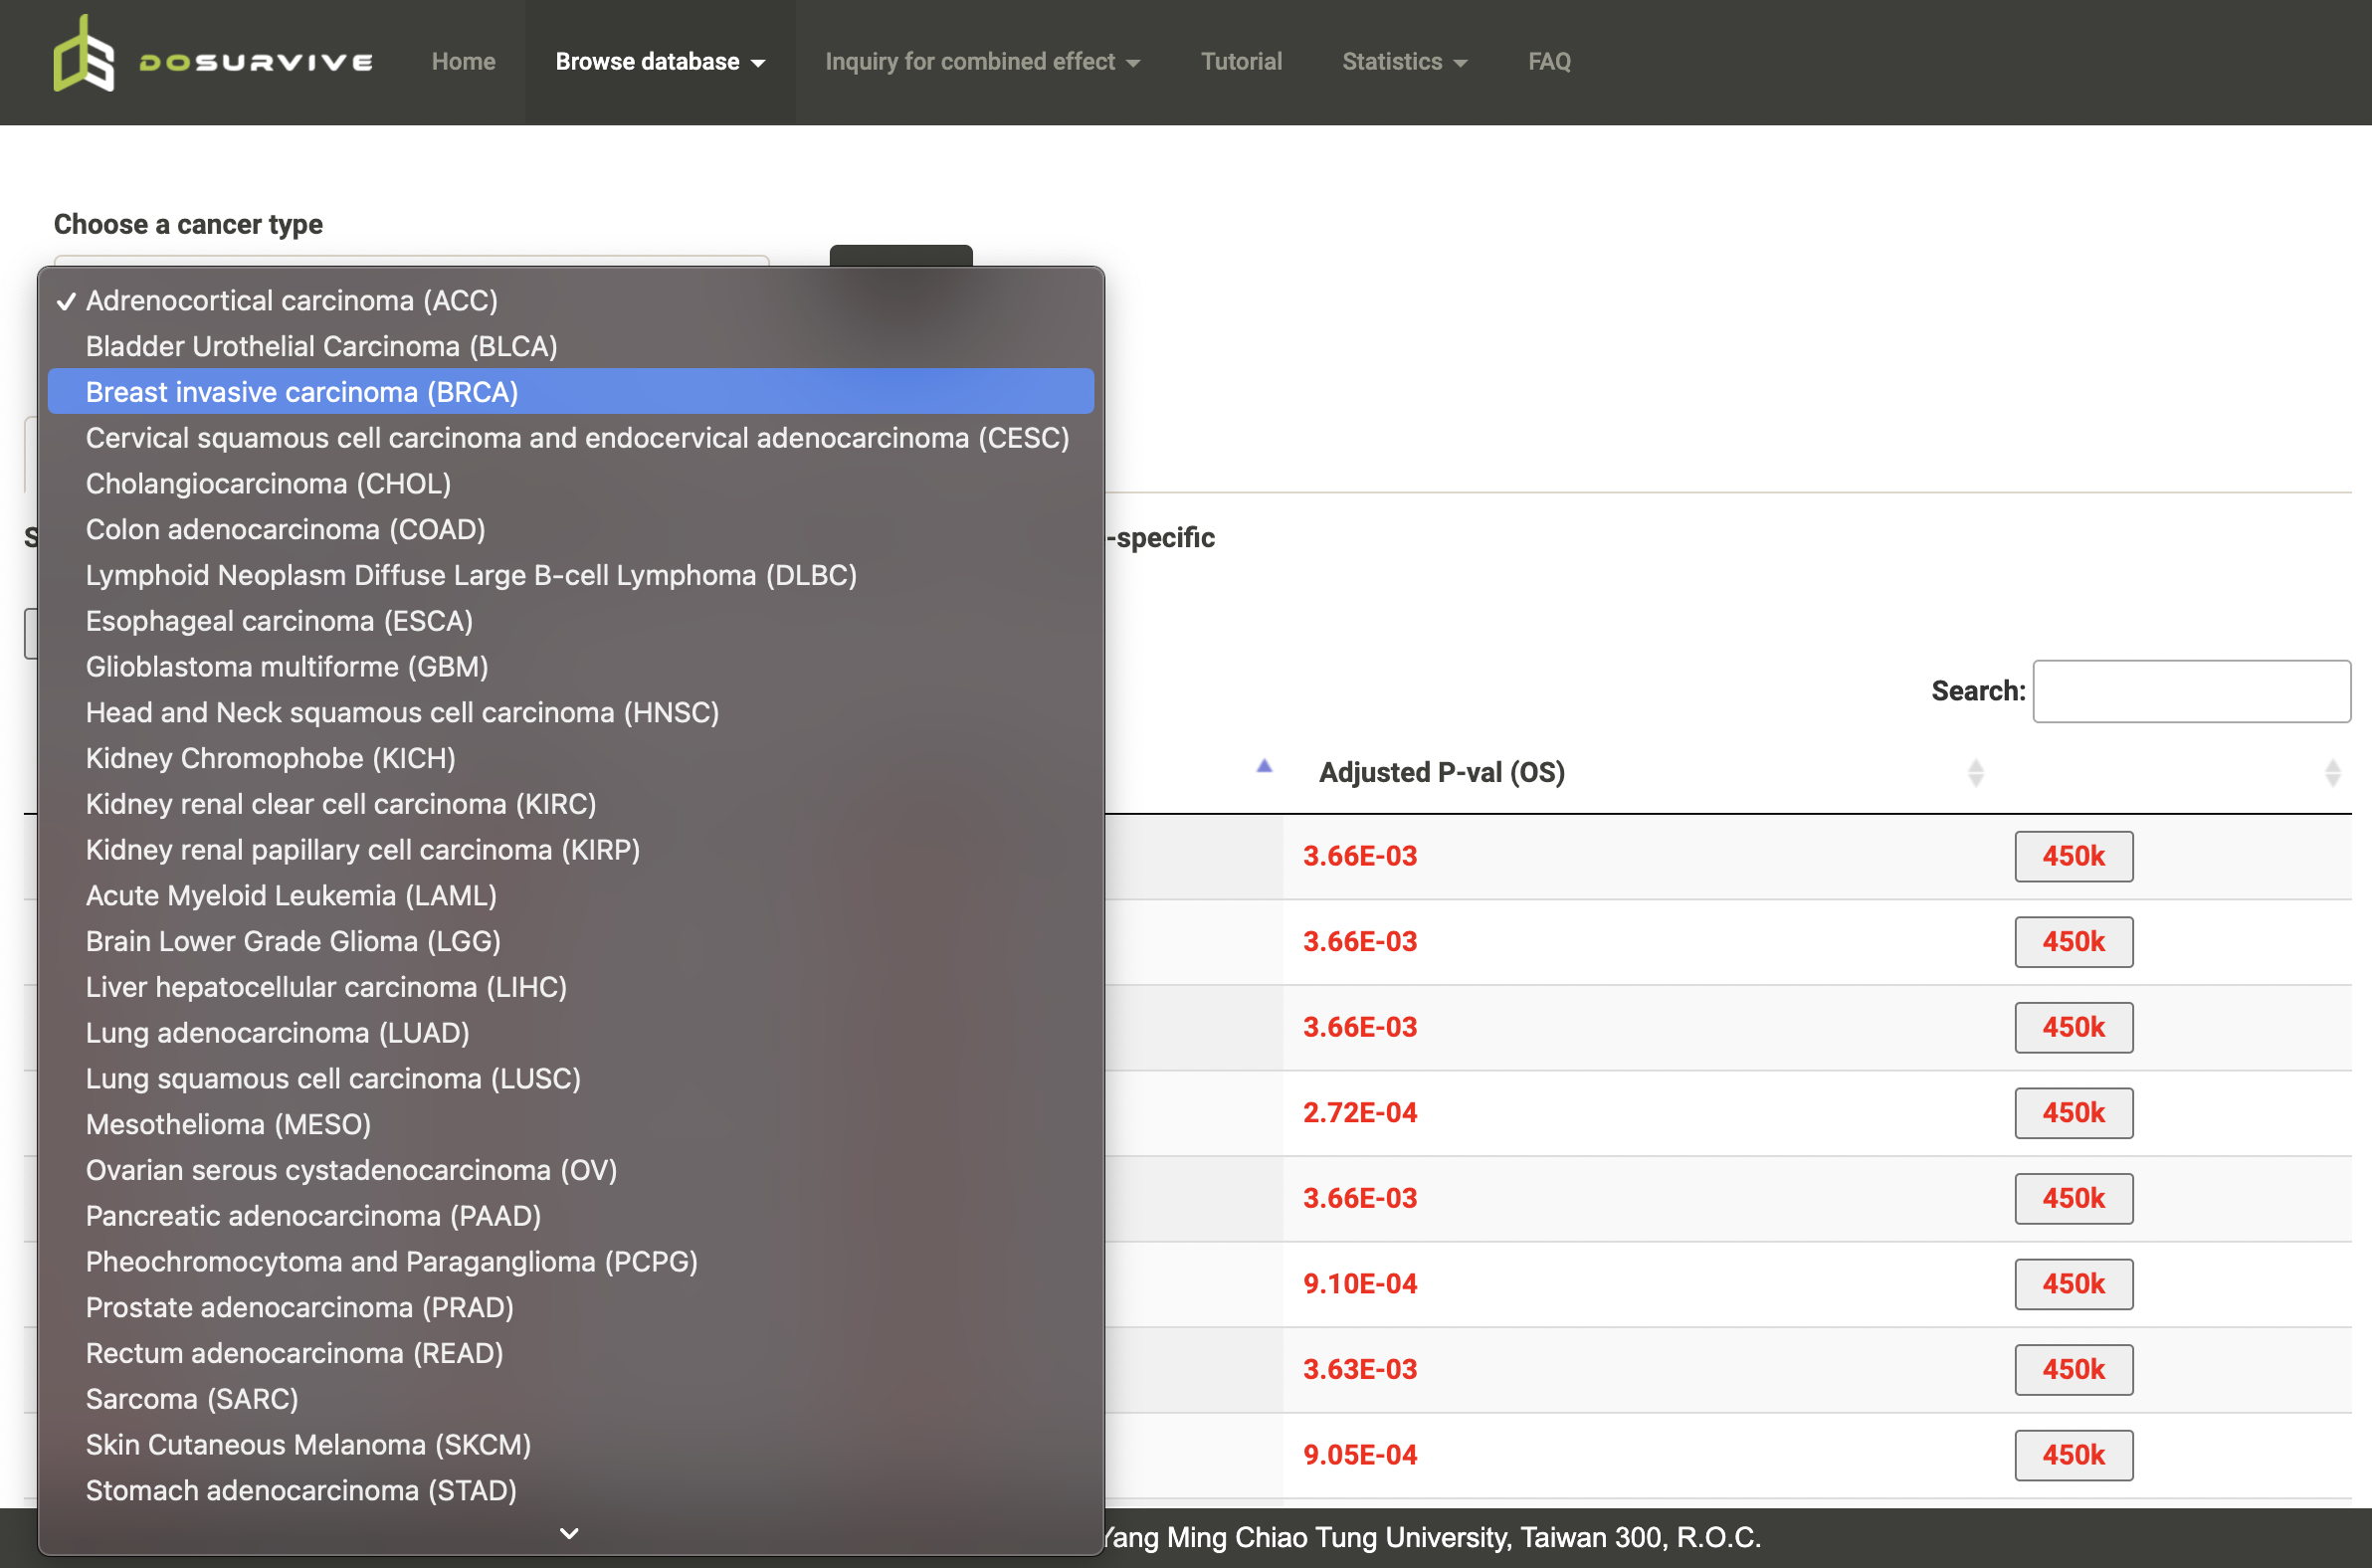 DOSURVIVE Home Browse database Inquiry for combined effect Tutorial Statistics FAQ
Choose a cancer type
✓ Adrenocortical carcinoma (ACC)
Bladder Urothelial Carcinoma (BLCA)
Breast invasive carcinoma (BRCA)
Cervical squamous cell carcinoma and endocervical adenocarcinoma (CESC)
Cholangiocarcinoma (CHOL)
Colon adenocarcinoma (COAD)
Lymphoid Neoplasm Diffuse Large B-cell Lymphoma (DLBC)
Esophageal carcinoma (ESCA)
Glioblastoma multiforme (GBM)
Head and Neck squamous cell carcinoma (HNSC)
Kidney Chromophobe (KICH)
Kidney renal clear cell carcinoma (KIRC)
Kidney renal papillary cell carcinoma (KIRP)
Acute Myeloid Leukemia (LAML)
Brain Lower Grade Glioma (LGG)
Liver hepatocellular carcinoma (LIHC)
Lung adenocarcinoma (LUAD)
Lung squamous cell carcinoma (LUSC)
Mesothelioma (MESO)
Ovarian serous cystadenocarcinoma (OV)
Pancreatic adenocarcinoma (PAAD)
Pheochromocytoma and Paraganglioma (PCPG)
Prostate adenocarcinoma (PRAD)
Rectum adenocarcinoma (READ)
Sarcoma (SARC)
Skin Cutaneous Melanoma (SKCM)
Stomach adenocarcinoma (STAD)
-specific
Search:
Adjusted P-val (OS)
3.66E-03 450k
3.66E-03 450k
3.66E-03 450k
2.72E-04 450k
3.66E-03 450k
9.10E-04 450k
3.63E-03 450k
9.05E-04 450k
Yang Ming Chiao Tung University, Taiwan 300, R.O.C.